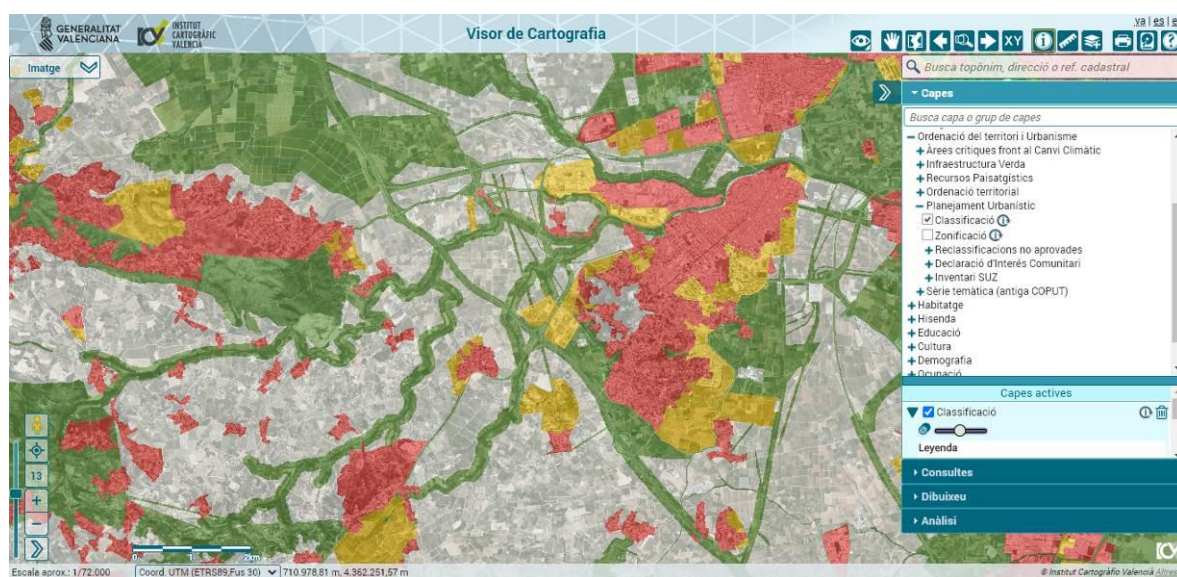 GENERALITAT
VALENCIANA
INSTITUT
CARTOGRÀFIC
VALENCIÀ
Visor de Cartografia
va | es | e
XY
Imatge
Busca topònim, direcció o ref. cadastral
Capes
Busca capa o grup de capes
Ordenació del territori i Urbanisme
Àrees crítiques front al Canvi Climàtic
Infraestructura Verda
Recursos Paisatgístics
Ordenació territorial
Planejament Urbanístic
Classificació
Zonificació
Reclassificacions no aprovades
Declaració d'Interés Comunitari
Inventari SUZ
Sèrie temàtica (antiga COPUT)
Habitatge
Hisenda
Educació
Cultura
Demografia
Ocupació
Capes actives
Classificació
Leyenda
Consultes
Dibuixeu
Anàlisi
13
Escala aprox.: 1/72.000
Coord. UTM (ETRS89,Fus 30)
710.978,81 m, 4.362.251,57 m
© Institut Cartogràfic Valencià Altres